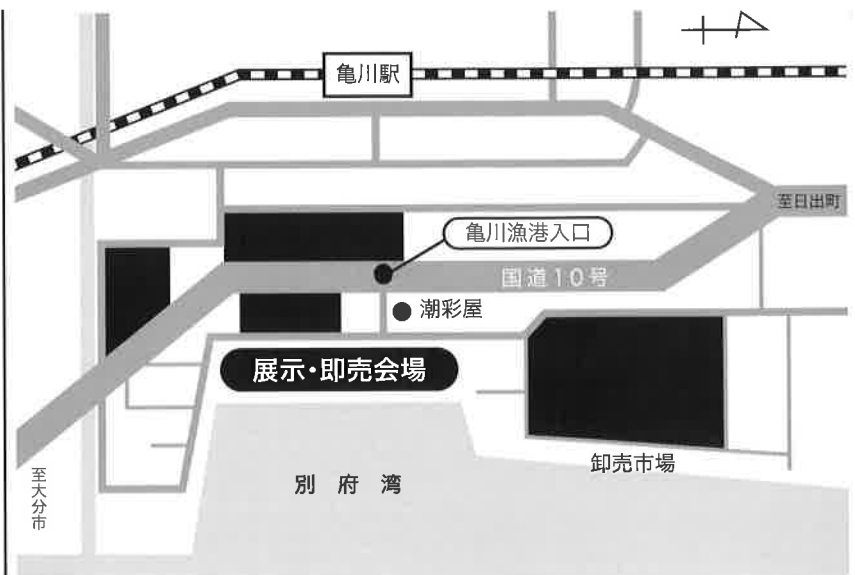 亀川駅
至日出町
亀川漁港入口
国道10号
潮彩屋
展示・即売会場
卸売市場
別府湾
至大分市